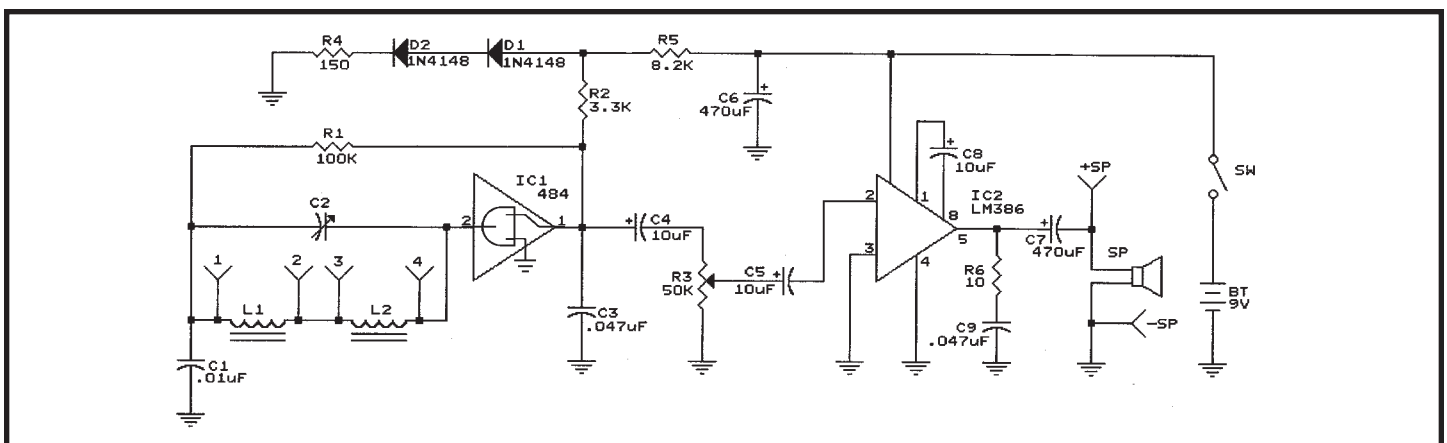 R4
150
D2
1N4148
D1
1N4148
R5
8.2K
R2
3.3K
C6
+
470uF
R1
100K
C8
+
10uF
SW
+SP
IC1
484
IC2
LM386
C2
2
1
+
C4
10uF
2
1
8
5
3
4
+
C7
470uF
SP
-SP
1
2
3
4
L1
L2
R3
50K
C5
+
10uF
R6
10
BT
9V
C3
.047uF
C9
.047uF
C1
.01uF